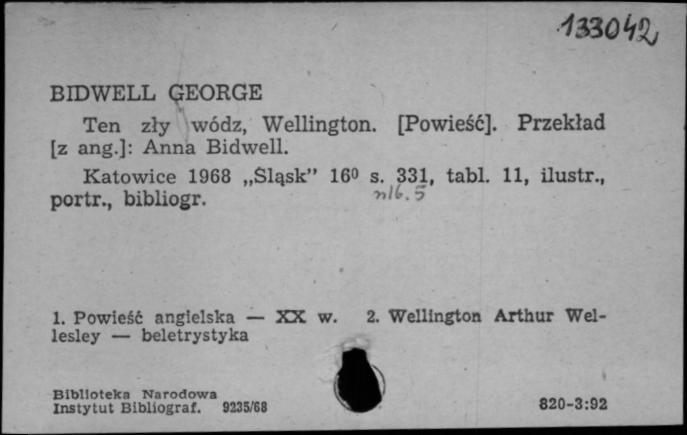 133042
BIDWELL GEORGE
Ten zły wódz, Wellington. [Powieść]. Przekład
[z ang.]: Anna Bidwell.
Katowice 1968 „Śląsk” 16⁰ s. 331, tabl. 11, ilustr.,
portr., bibliogr.
n16.5
1. Powieść angielska — XX w. 2. Wellington Arthur Wel-
lesley — beletrystyka
Biblioteka Narodowa
Instytut Bibliograf. 9235/68
820-3:92